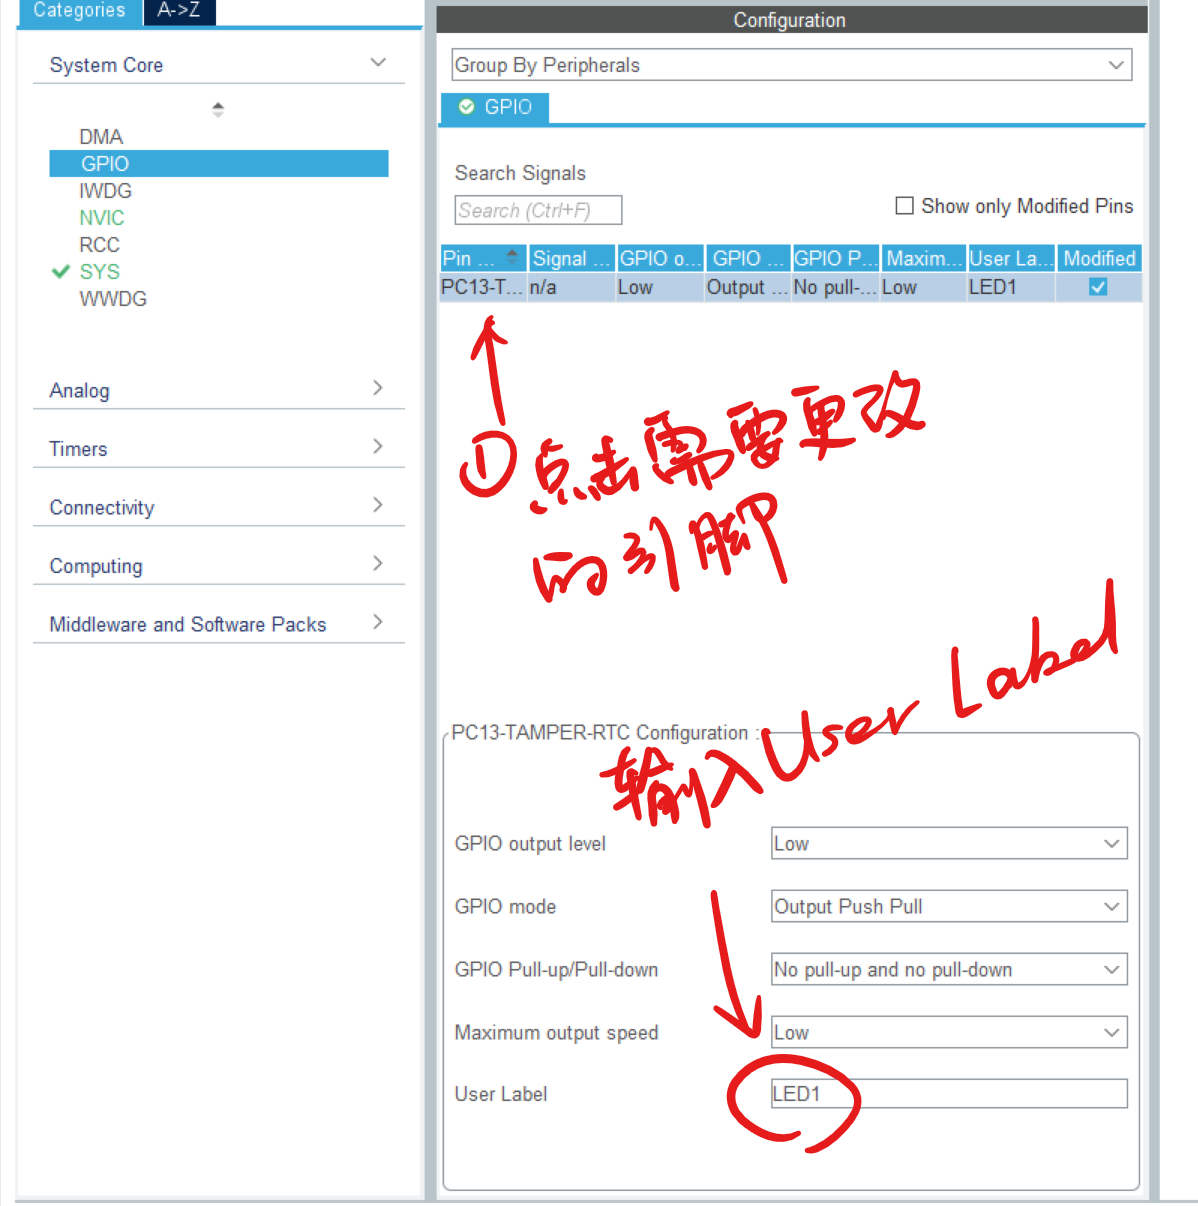 Categories A->Z
System Core
DMA
GPIO
IWDG
NVIC
RCC
SYS
WWDG
Analog
Timers
Connectivity
Computing
Middleware and Software Packs
Configuration
Group By Peripherals
GPIO
Search Signals
Search (Ctrl+F)
Show only Modified Pins
Pin ... Signal ... GPIO o... GPIO ... GPIO P... Maxim... User La... Modified
PC13-T... n/a Low Output ... No pull-... Low LED1
①点击需要更改
的引脚
输入User Label
PC13-TAMPER-RTC Configuration :
GPIO output level Low
GPIO mode Output Push Pull
GPIO Pull-up/Pull-down No pull-up and no pull-down
Maximum output speed Low
User Label LED1